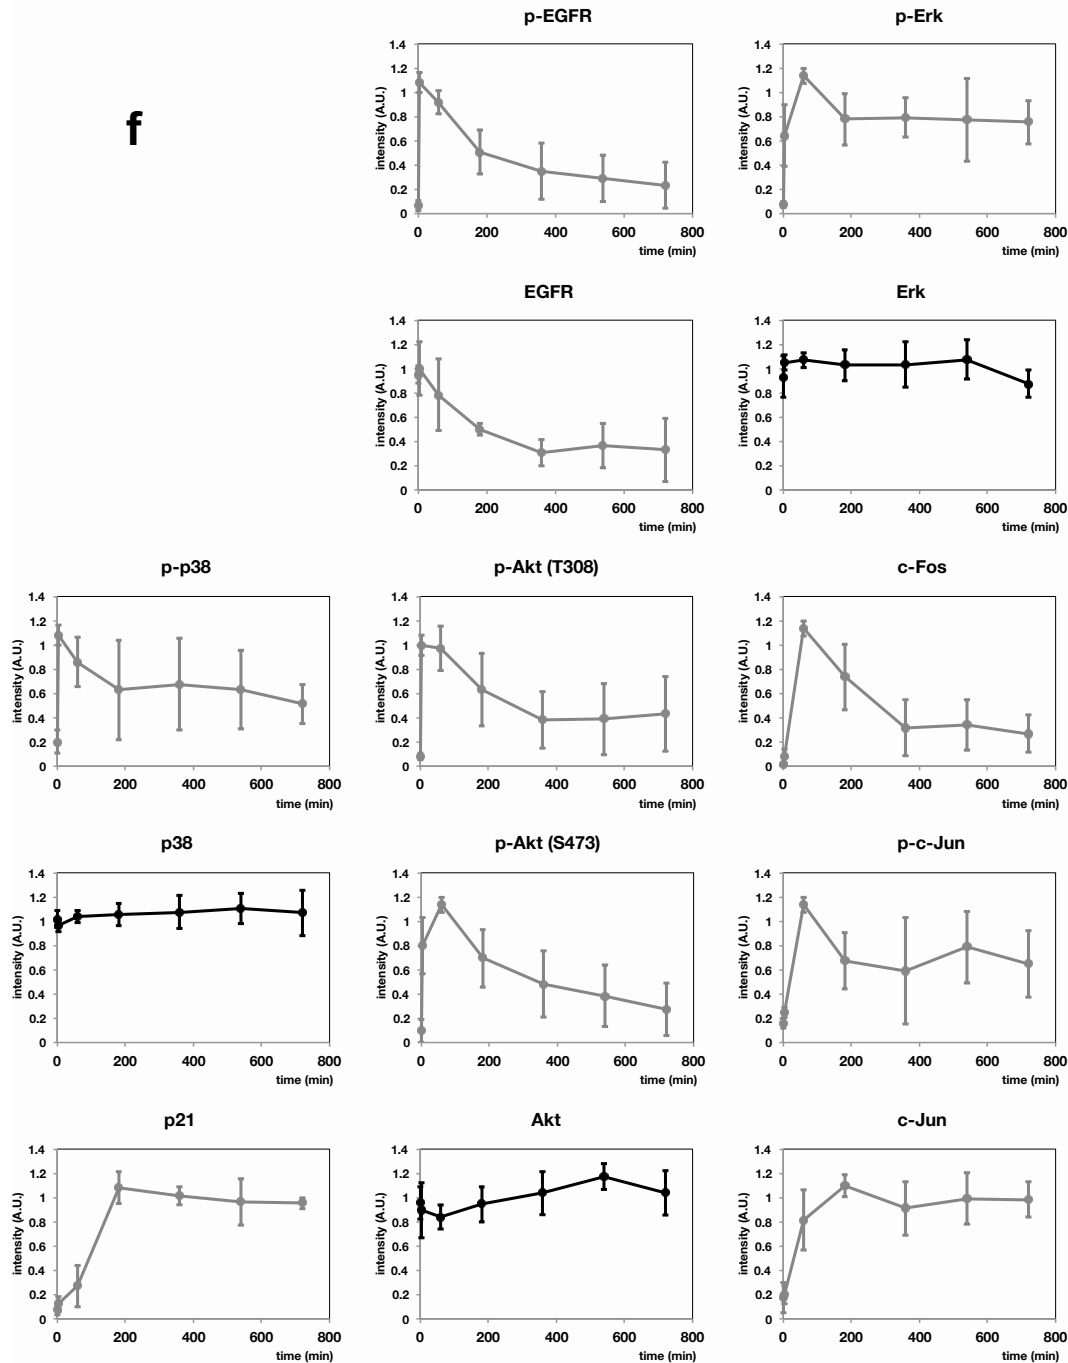 f
p-EGFR
intensity (A.U.)
1.4
1.2
1
0.8
0.6
0.4
0.2
0
0 200 400 600 800
time (min)
p-Erk
intensity (A.U.)
1.4
1.2
1
0.8
0.6
0.4
0.2
0
0 200 400 600 800
time (min)
EGFR
intensity (A.U.)
1.4
1.2
1
0.8
0.6
0.4
0.2
0
0 200 400 600 800
time (min)
Erk
intensity (A.U.)
1.4
1.2
1
0.8
0.6
0.4
0.2
0
0 200 400 600 800
time (min)
p-p38
intensity (A.U.)
1.4
1.2
1
0.8
0.6
0.4
0.2
0
0 200 400 600 800
time (min)
p-Akt (T308)
intensity (A.U.)
1.4
1.2
1
0.8
0.6
0.4
0.2
0
0 200 400 600 800
time (min)
c-Fos
intensity (A.U.)
1.4
1.2
1
0.8
0.6
0.4
0.2
0
0 200 400 600 800
time (min)
p38
intensity (A.U.)
1.4
1.2
1
0.8
0.6
0.4
0.2
0
0 200 400 600 800
time (min)
p-Akt (S473)
intensity (A.U.)
1.4
1.2
1
0.8
0.6
0.4
0.2
0
0 200 400 600 800
time (min)
p-c-Jun
intensity (A.U.)
1.4
1.2
1
0.8
0.6
0.4
0.2
0
0 200 400 600 800
time (min)
p21
intensity (A.U.)
1.4
1.2
1
0.8
0.6
0.4
0.2
0
0 200 400 600 800
time (min)
Akt
intensity (A.U.)
1.4
1.2
1
0.8
0.6
0.4
0.2
0
0 200 400 600 800
time (min)
c-Jun
intensity (A.U.)
1.4
1.2
1
0.8
0.6
0.4
0.2
0
0 200 400 600 800
time (min)